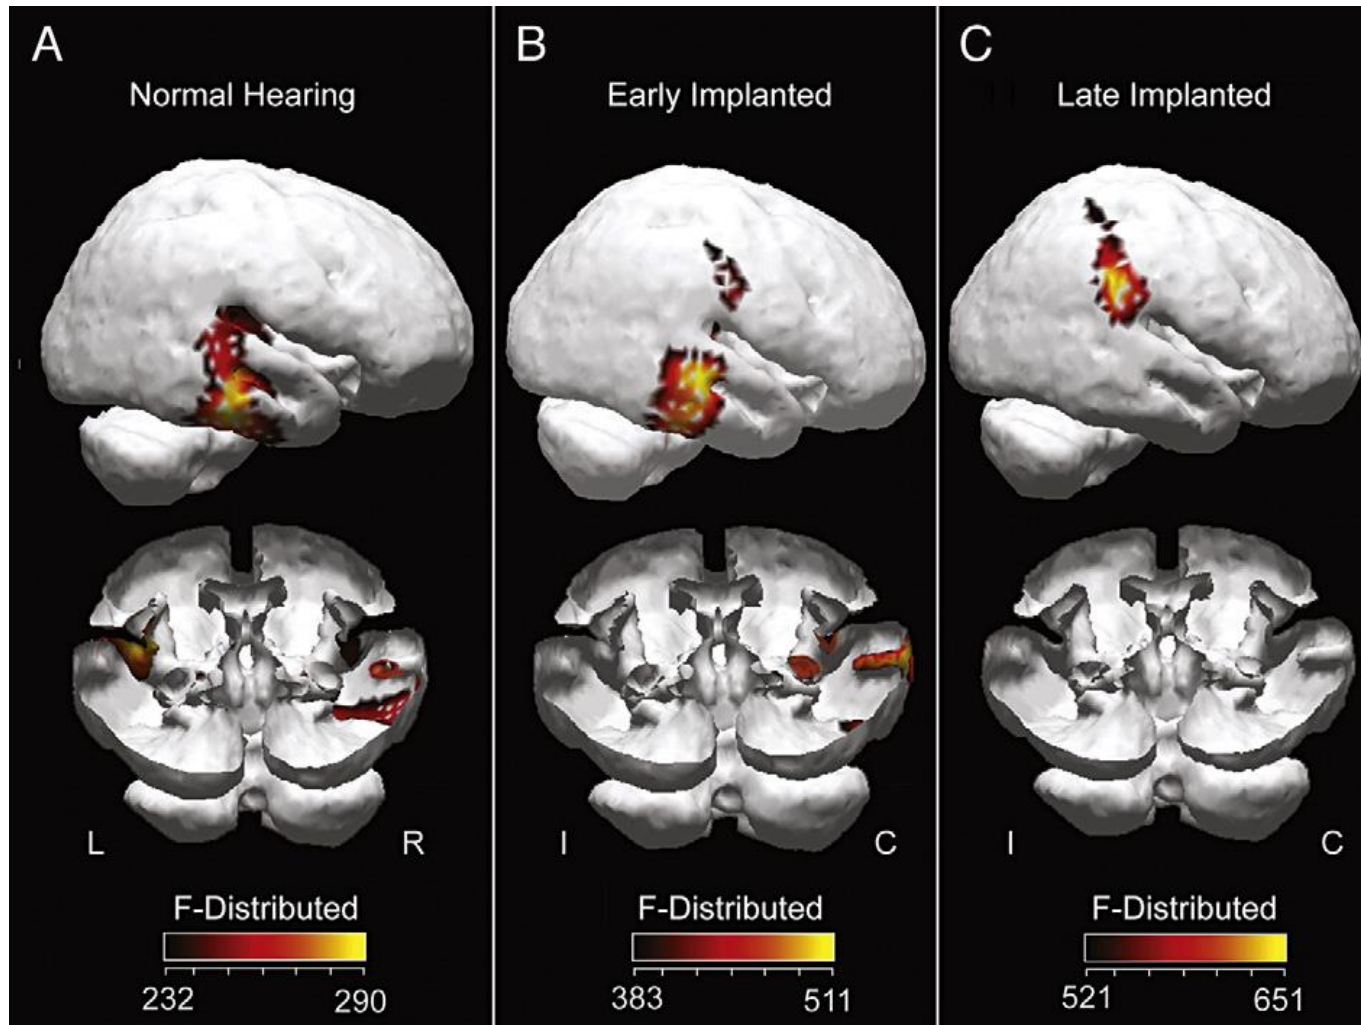 A
Normal Hearing
L R
F-Distributed
232 290
B
Early Implanted
I C
F-Distributed
383 511
C
Late Implanted
I C
F-Distributed
521 651